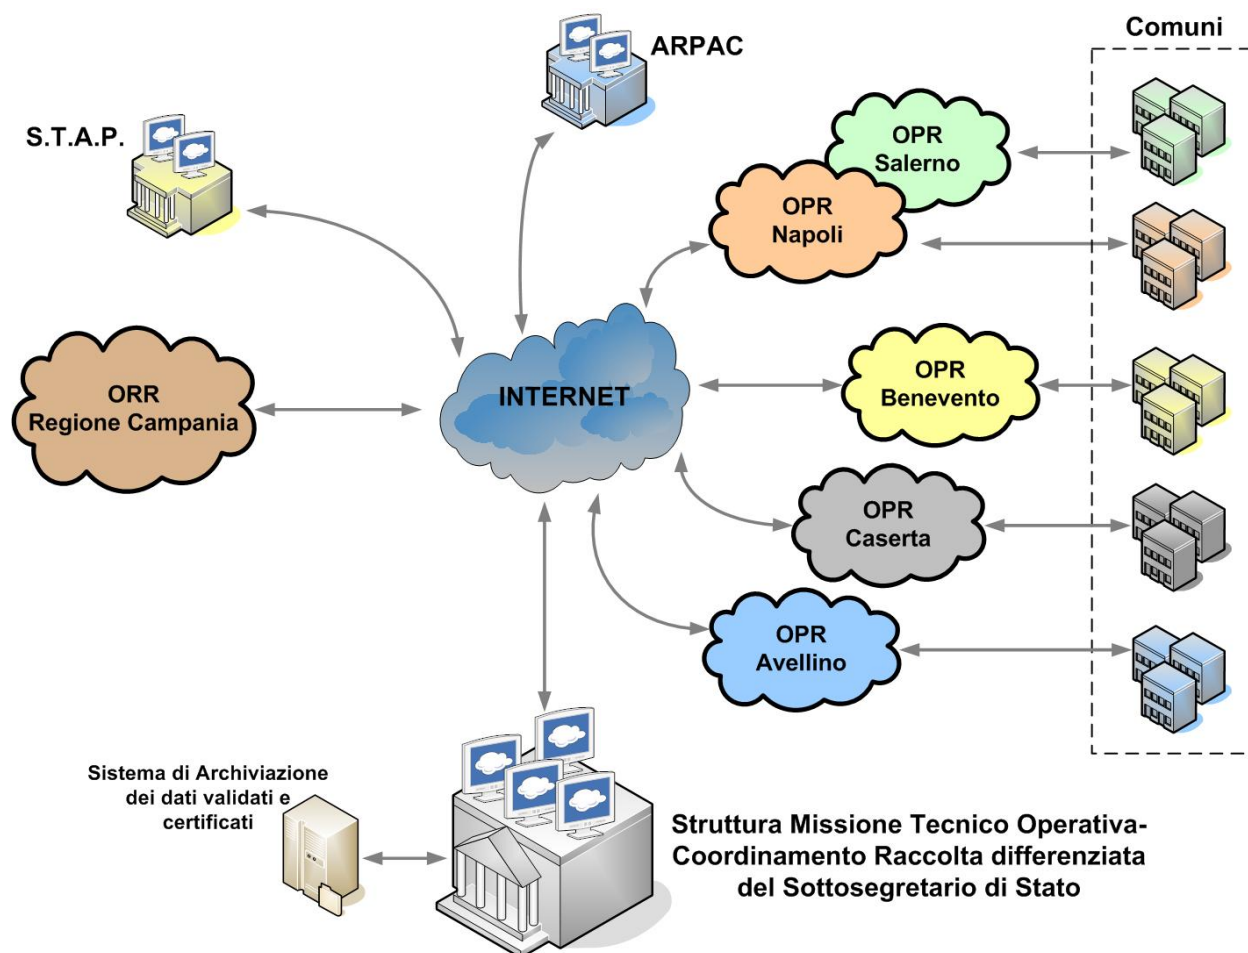 Comuni
ARPAC
S.T.A.P.
OPR
Salerno
OPR
Napoli
ORR
Regione Campania
INTERNET
OPR
Benevento
OPR
Caserta
OPR
Avellino
Sistema di Archiviazione
dei dati validati e
certificati
Struttura Missione Tecnico Operativa-
Coordinamento Raccolta differenziata
del Sottosegretario di Stato